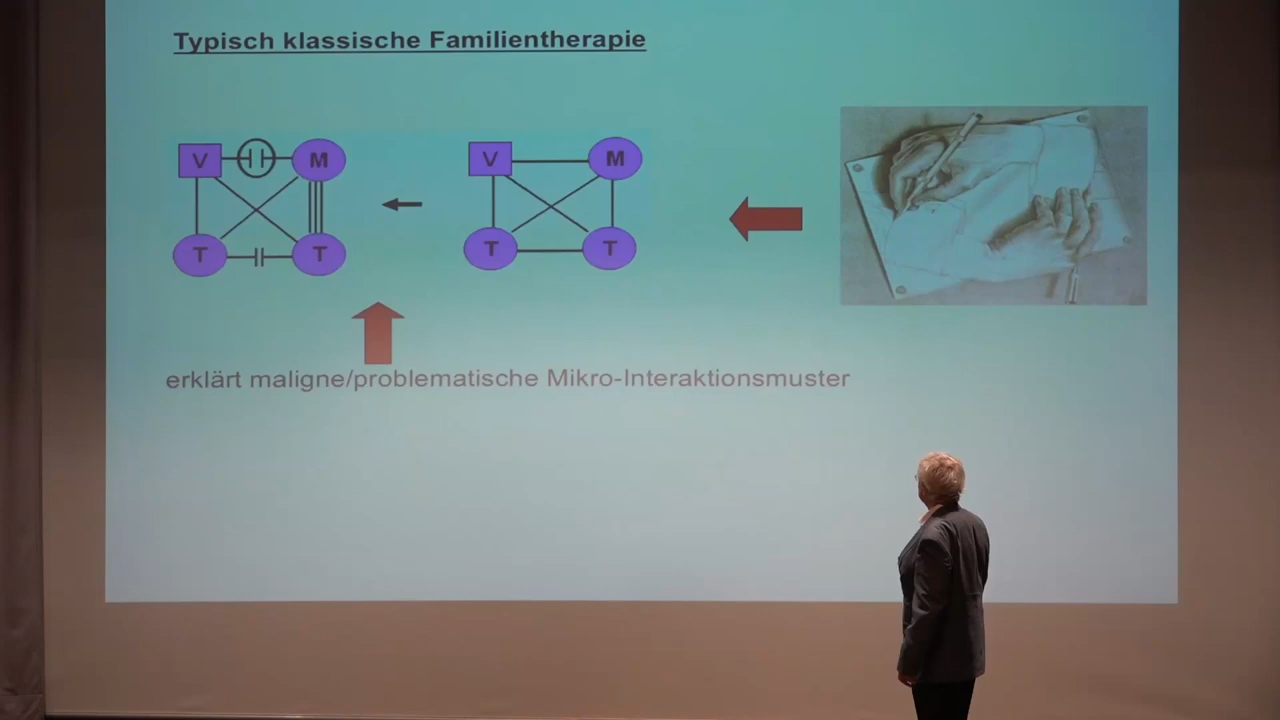 Typisch klassische Familientherapie
V M V M
T T T T
erklärt maligne/problematische Mikro-Interaktionsmuster